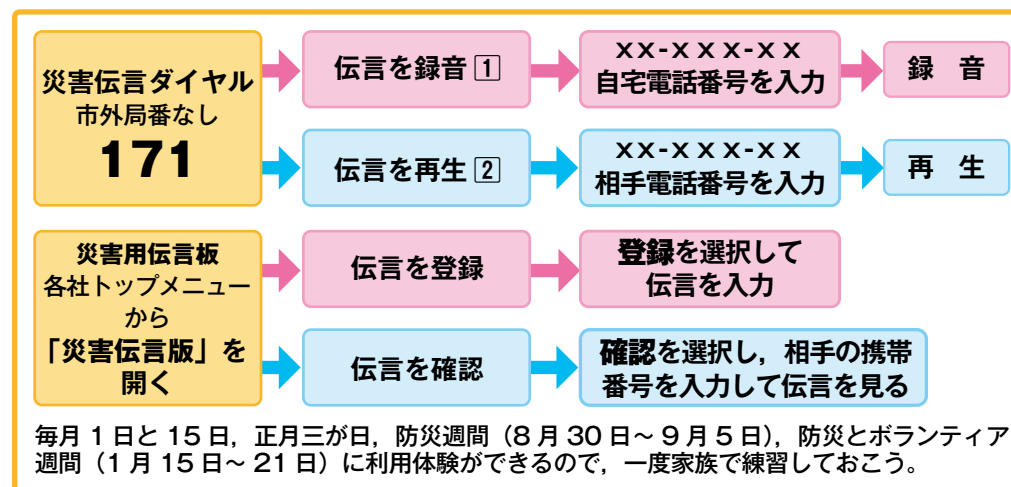 災害伝言ダイヤル
市外局番なし
171
伝言を録音 1
xx-xxx-xx
自宅電話番号を入力
録 音
伝言を再生 2
xx-xxx-xx
相手電話番号を入力
再 生
災害用伝言板
各社トップメニュー
から
「災害伝言版」を
開く
伝言を登録
登録を選択して
伝言を入力
伝言を確認
確認を選択し，相手の携帯
番号を入力して伝言を見る
毎月 1 日と 15 日，正月三が日，防災週間（8 月 30 日～ 9 月 5 日），防災とボランティア
週間（1 月 15 日～ 21 日）に利用体験ができるので，一度家族で練習しておこう。